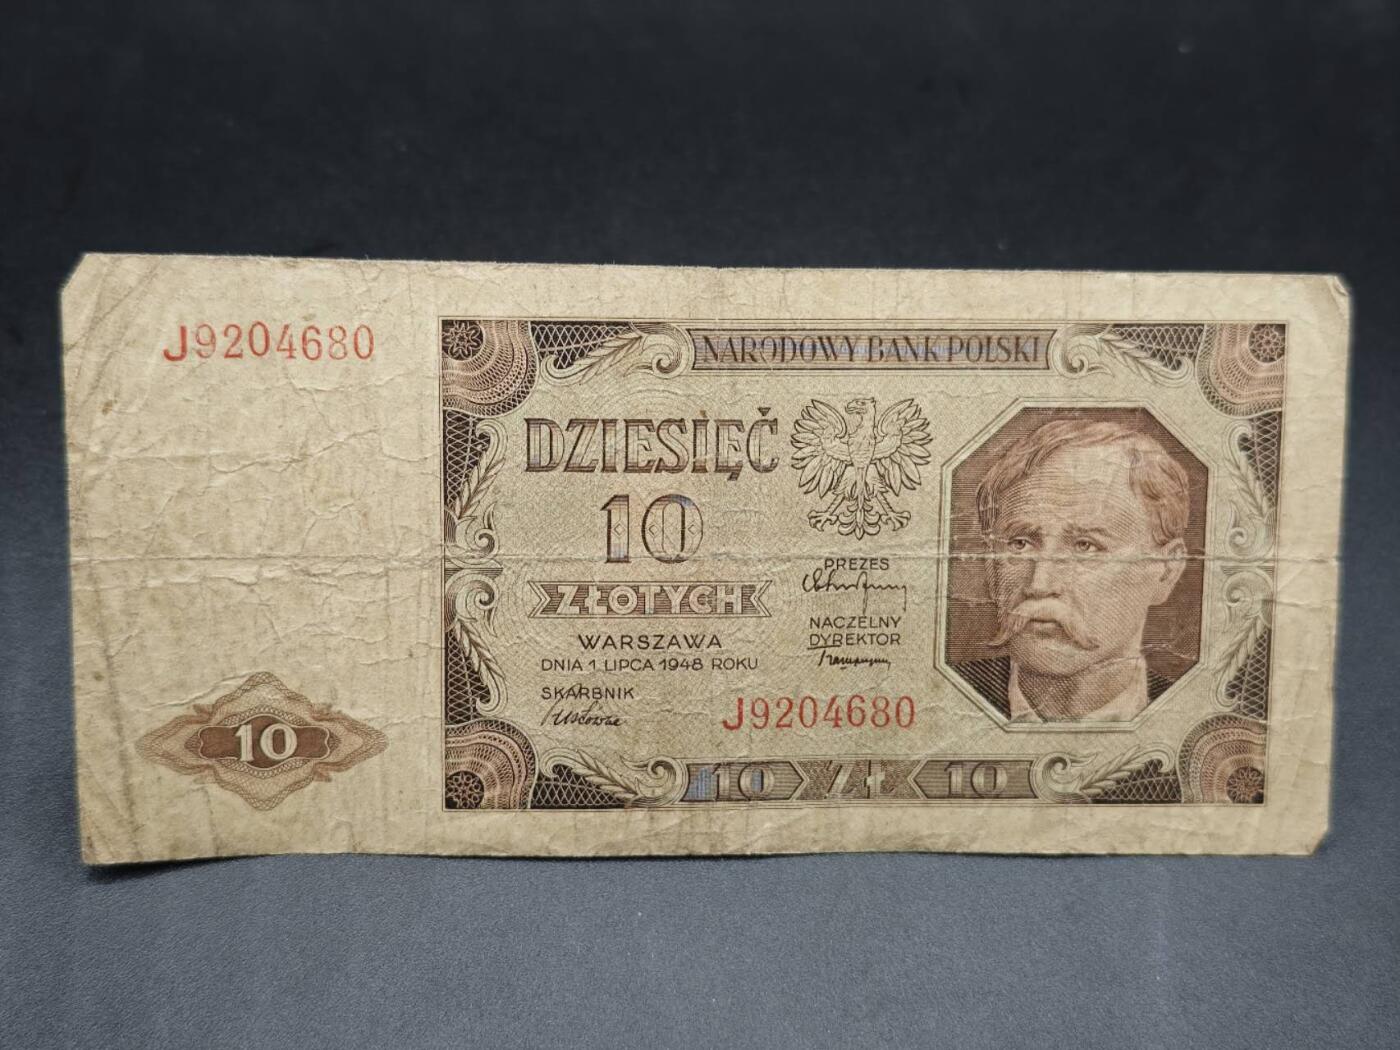 J9204680
NARODOWY BANK POLSKI
DZIESIĘĆ
10
ZŁOTYCH
WARSZAWA
DNIA 1 LIPCA 1948 ROKU
SKARBNIK
PREZES
NACZELNY
DYREKTOR
J9204680
10
10 ZŁ 10